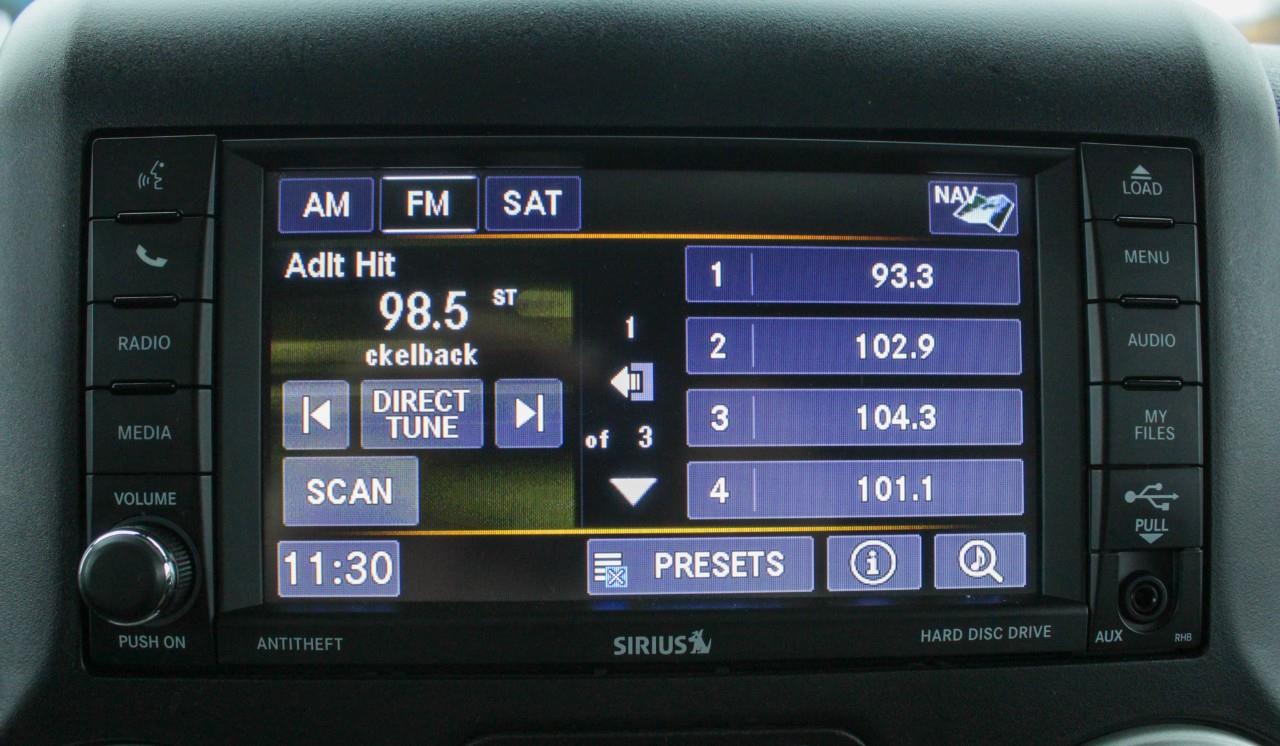 AM FM SAT
NAV
Adlt Hit
98.5 ST
ckelback
DIRECT
TUNE
SCAN
11:30
1
of 3
1 93.3
2 102.9
3 104.3
4 101.1
PRESETS
i
RADIO
MEDIA
VOLUME
PUSH ON
LOAD
MENU
AUDIO
MY
FILES
PULL
AUX
RHB
ANTITHEFT
SIRIUS
HARD DISC DRIVE